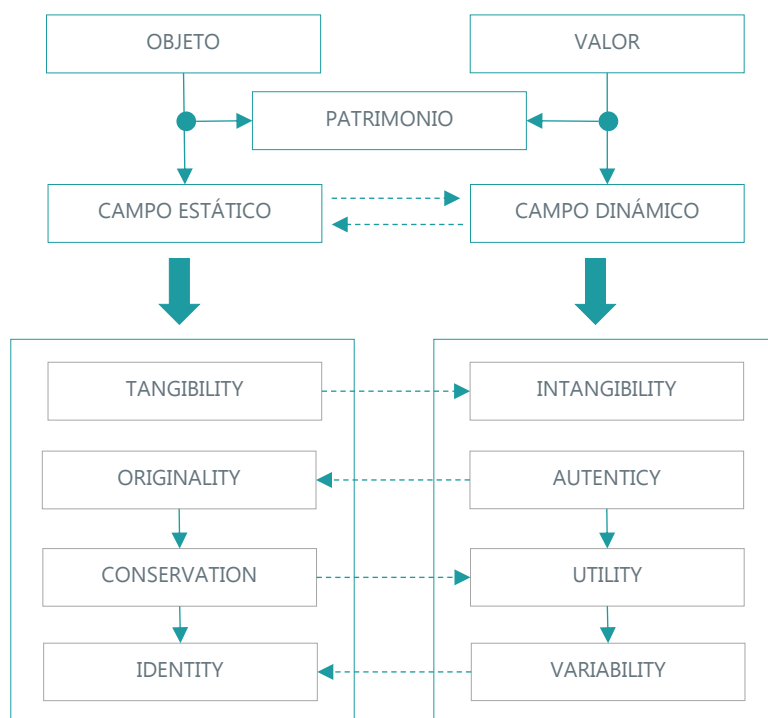 OBJETO
VALOR
PATRIMONIO
CAMPO ESTÁTICO
CAMPO DINÁMICO
TANGIBILITY
INTANGIBILITY
ORIGINALITY
AUTENTICY
CONSERVATION
UTILITY
IDENTITY
VARIABILITY